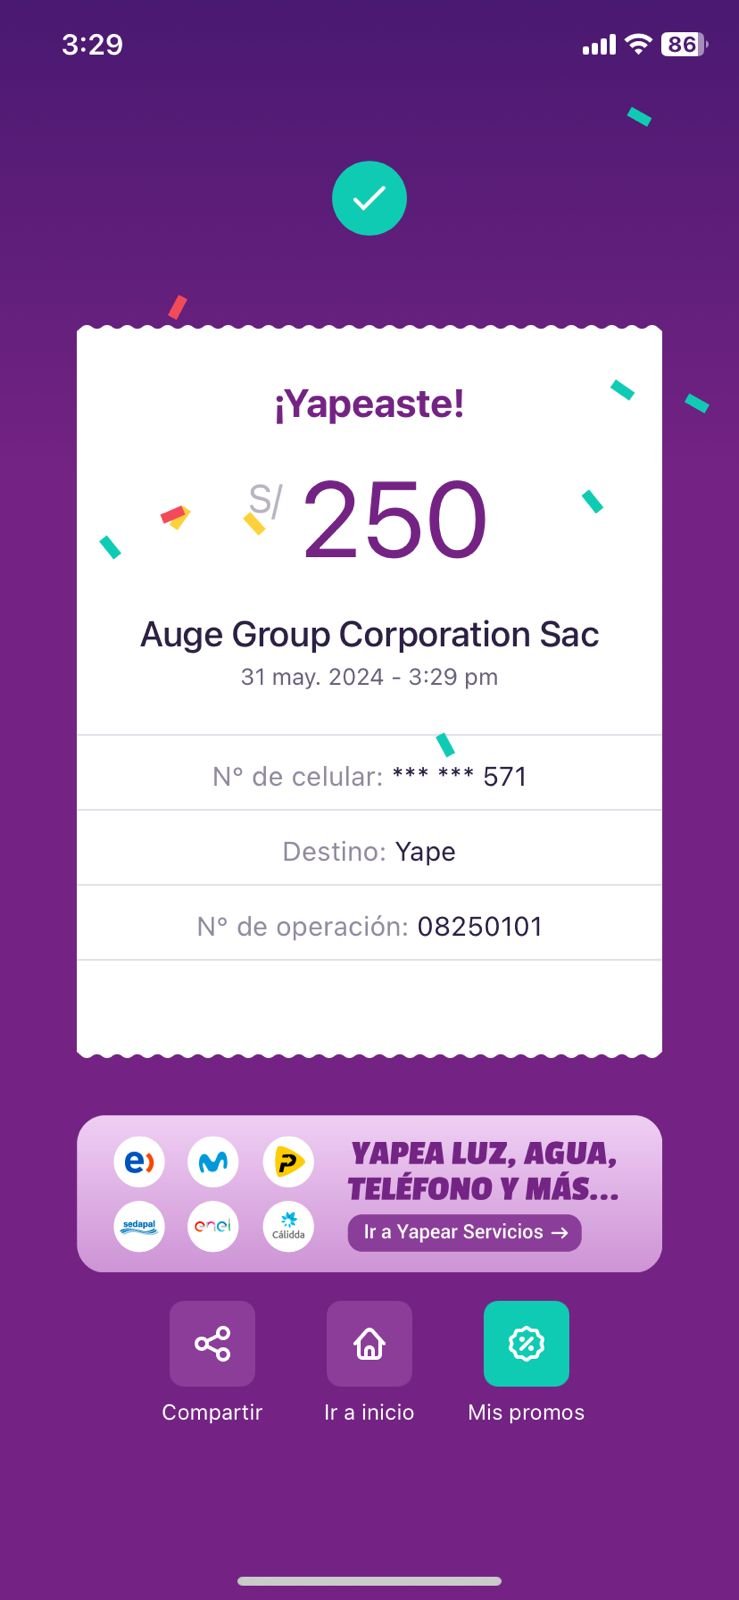 3:29
86
¡Yapeaste!
S/ 250
Auge Group Corporation Sac
31 may. 2024 - 3:29 pm
N° de celular: *** *** 571
Destino: Yape
N° de operación: 08250101
YAPEA LUZ, AGUA,
TELÉFONO Y MÁS...
Ir a Yapear Servicios →
e)
P
sedapal
enel
Cálidda
Compartir
Ir a inicio
Mis promos